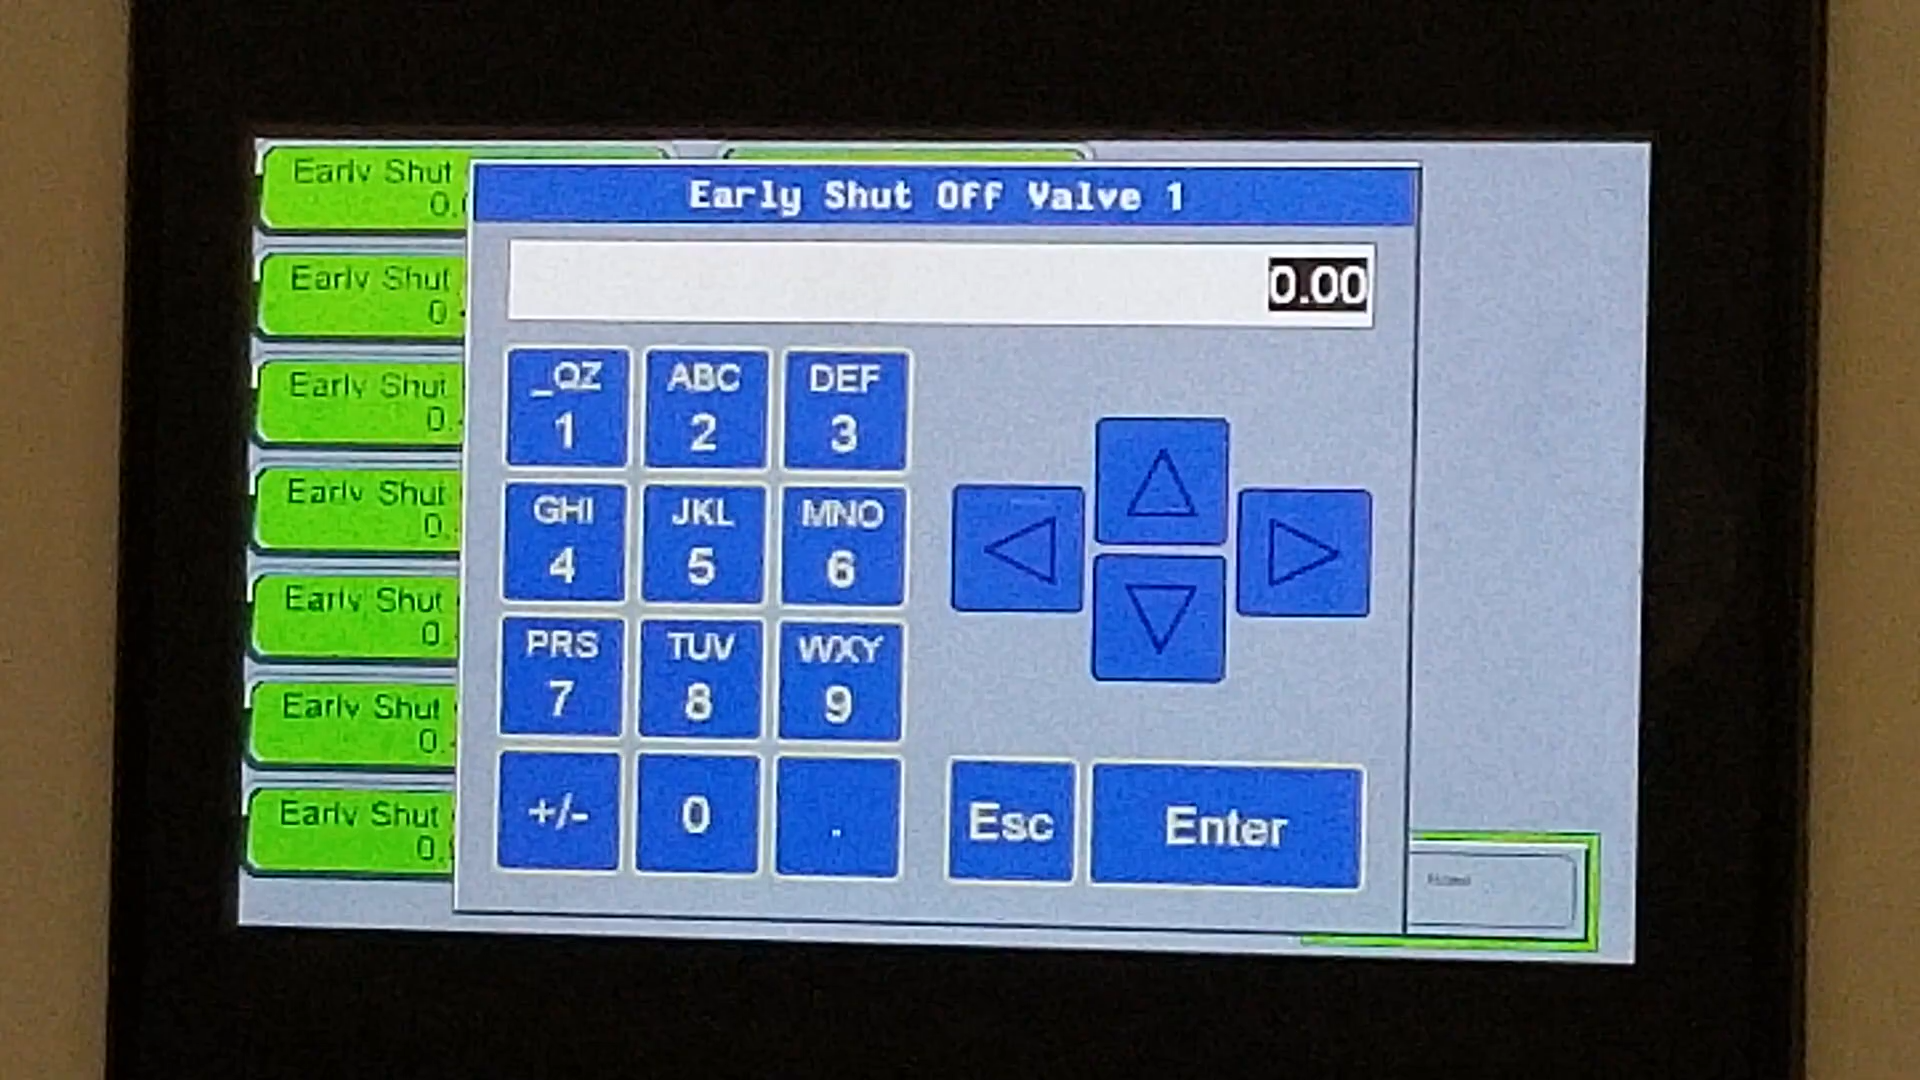 Early Shut Off Valve 1
0.00
Early Shut
0.
Early Shut
0
Early Shut
0.
Early Shut
0.
Early Shut
0
Early Shut
0.
Early Shut
0.
_QZ ABC DEF
1 2 3
GHI JKL MNO
4 5 6
PRS TUV WXY
7 8 9
+/- 0 .
Esc Enter